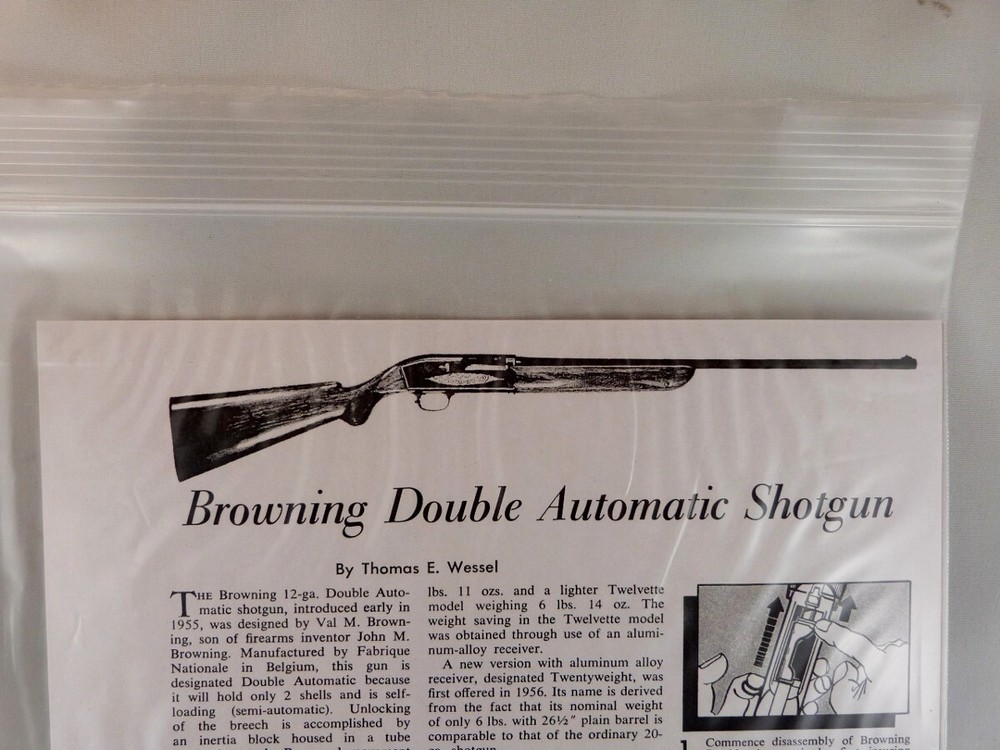 Browning Double Automatic Shotgun
By Thomas E. Wessel
THE Browning 12-ga. Double Auto-
matic shotgun, introduced early in
1955, was designed by Val M. Brown-
ing, son of firearms inventor John M.
Browning. Manufactured by Fabrique
Nationale in Belgium, this gun is
designated Double Automatic because
it will hold only 2 shells and is self-
loading (semi-automatic). Unlocking
of the breech is accomplished by
an inertia block housed in a tube
lbs. 11 ozs. and a lighter Twelvette
model weighing 6 lbs. 14 oz. The
weight saving in the Twelvette model
was obtained through use of an alumi-
num-alloy receiver.
A new version with aluminum alloy
receiver, designated Twentyweight, was
first offered in 1956. Its name is derived
from the fact that its nominal weight
of only 6 lbs. with 26½" plain barrel is
comparable to that of the ordinary 20-
Commence disassembly of Browning